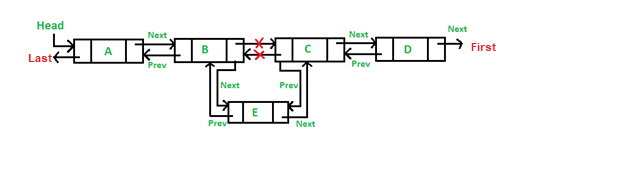 Head
Next
Next
Next
A
B
C
D
First
Last
Prev
Prev
Next
Prev
E
Prev
Next